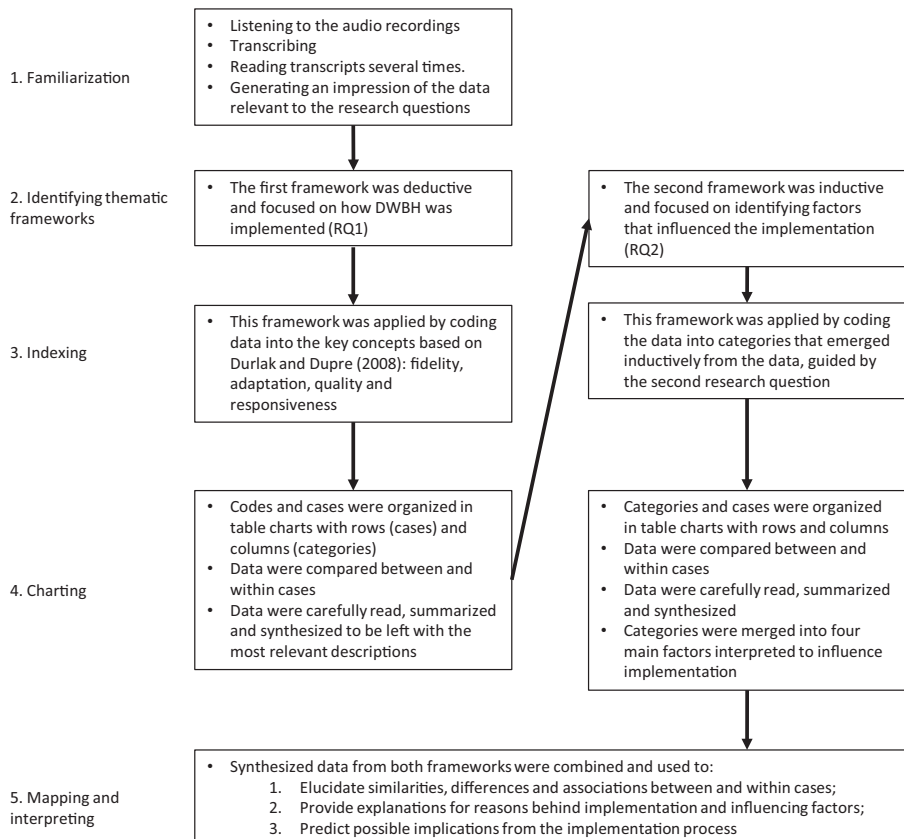 1. Familiarization
• Listening to the audio recordings
• Transcribing
• Reading transcripts several times.
• Generating an impression of the data
relevant to the research questions
2. Identifying thematic
frameworks
• The first framework was deductive
and focused on how DWBH was
implemented (RQ1)
• The second framework was inductive
and focused on identifying factors
that influenced the implementation
(RQ2)
3. Indexing
• This framework was applied by coding
data into the key concepts based on
Durlak and Dupre (2008): fidelity,
adaptation, quality and
responsiveness
• This framework was applied by coding
the data into categories that emerged
inductively from the data, guided by
the second research question
4. Charting
• Codes and cases were organized in
table charts with rows (cases) and
columns (categories)
• Data were compared between and
within cases
• Data were carefully read, summarized
and synthesized to be left with the
most relevant descriptions
• Categories and cases were organized
in table charts with rows and columns
• Data were compared between and
within cases
• Data were carefully read, summarized
and synthesized
• Categories were merged into four
main factors interpreted to influence
implementation
5. Mapping and
interpreting
• Synthesized data from both frameworks were combined and used to:
1. Elucidate similarities, differences and associations between and within cases;
2. Provide explanations for reasons behind implementation and influencing factors;
3. Predict possible implications from the implementation process